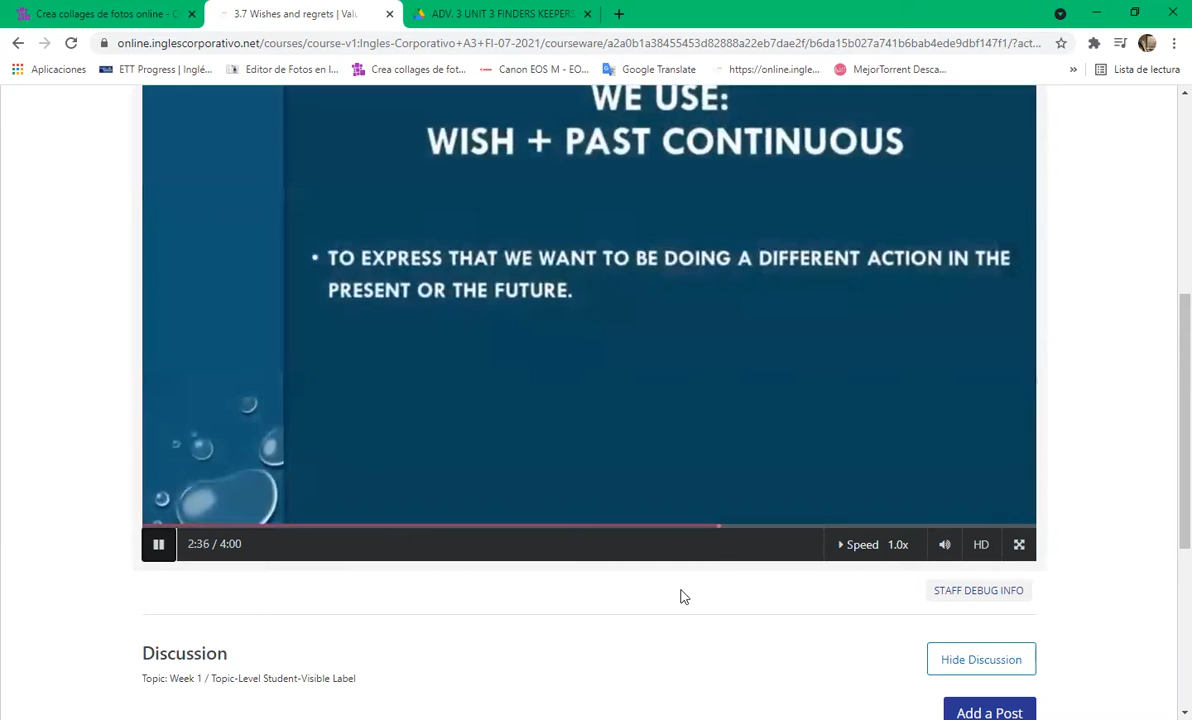 Crea collages de fotos online - C
3.7 Wishes and regrets | Valu
ADV. 3 UNIT 3 FINDERS KEEPERS
online.inglescorporativo.net/courses/course-v1:Ingles-Corporativo+A3+FI-07-2021/courseware/a2a0b1a38455453d82888a22eb7dae2f/b6da15b027a741b6bab4ede9dbf147f1/?act...
Aplicaciones
ETT Progress | Inglé...
Editor de Fotos en l...
Crea collages de fot...
Canon EOS M - EO...
Google Translate
https://online.ingle...
MejorTorrent Desca...
»
Lista de lectura
WE USE:
WISH + PAST CONTINUOUS
• TO EXPRESS THAT WE WANT TO BE DOING A DIFFERENT ACTION IN THE
PRESENT OR THE FUTURE.
2:36 / 4:00
Speed 1.0x
HD
STAFF DEBUG INFO
Discussion
Hide Discussion
Topic: Week 1 / Topic-Level Student-Visible Label
Add a Post